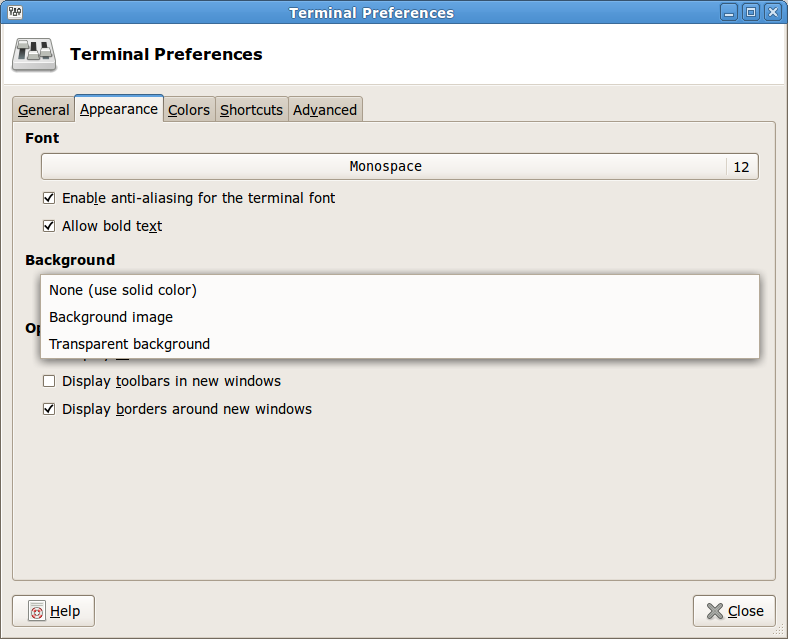 Terminal Preferences
Terminal Preferences
General Appearance Colors Shortcuts Advanced
Font
Monospace 12
Enable anti-aliasing for the terminal font
Allow bold text
Background
None (use solid color)
Background image
Transparent background
Display toolbars in new windows
Display borders around new windows
Help Close